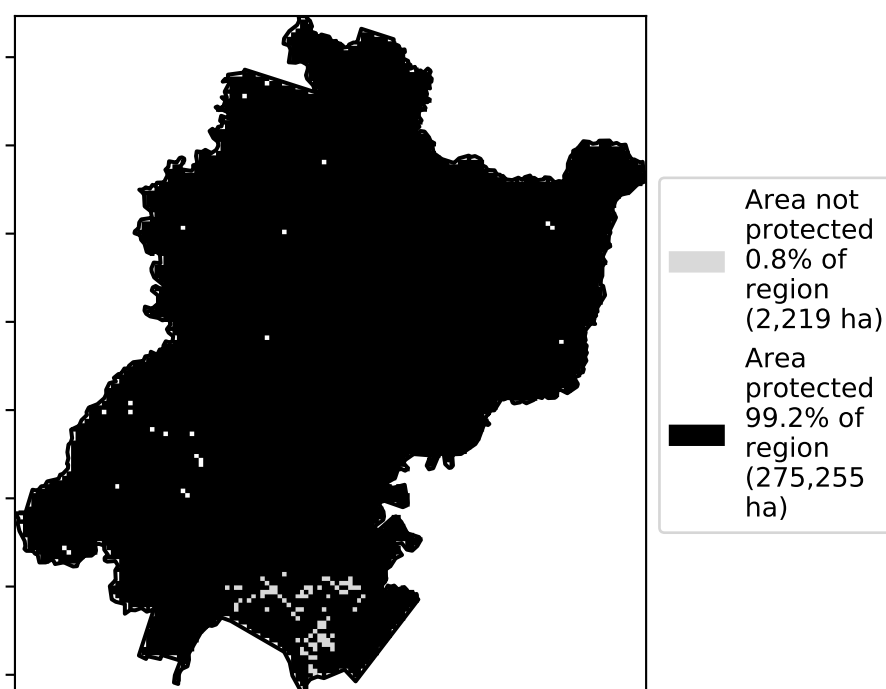 Area not
protected
0.8% of
region
(2,219 ha)
Area
protected
99.2% of
region
(275,255
ha)